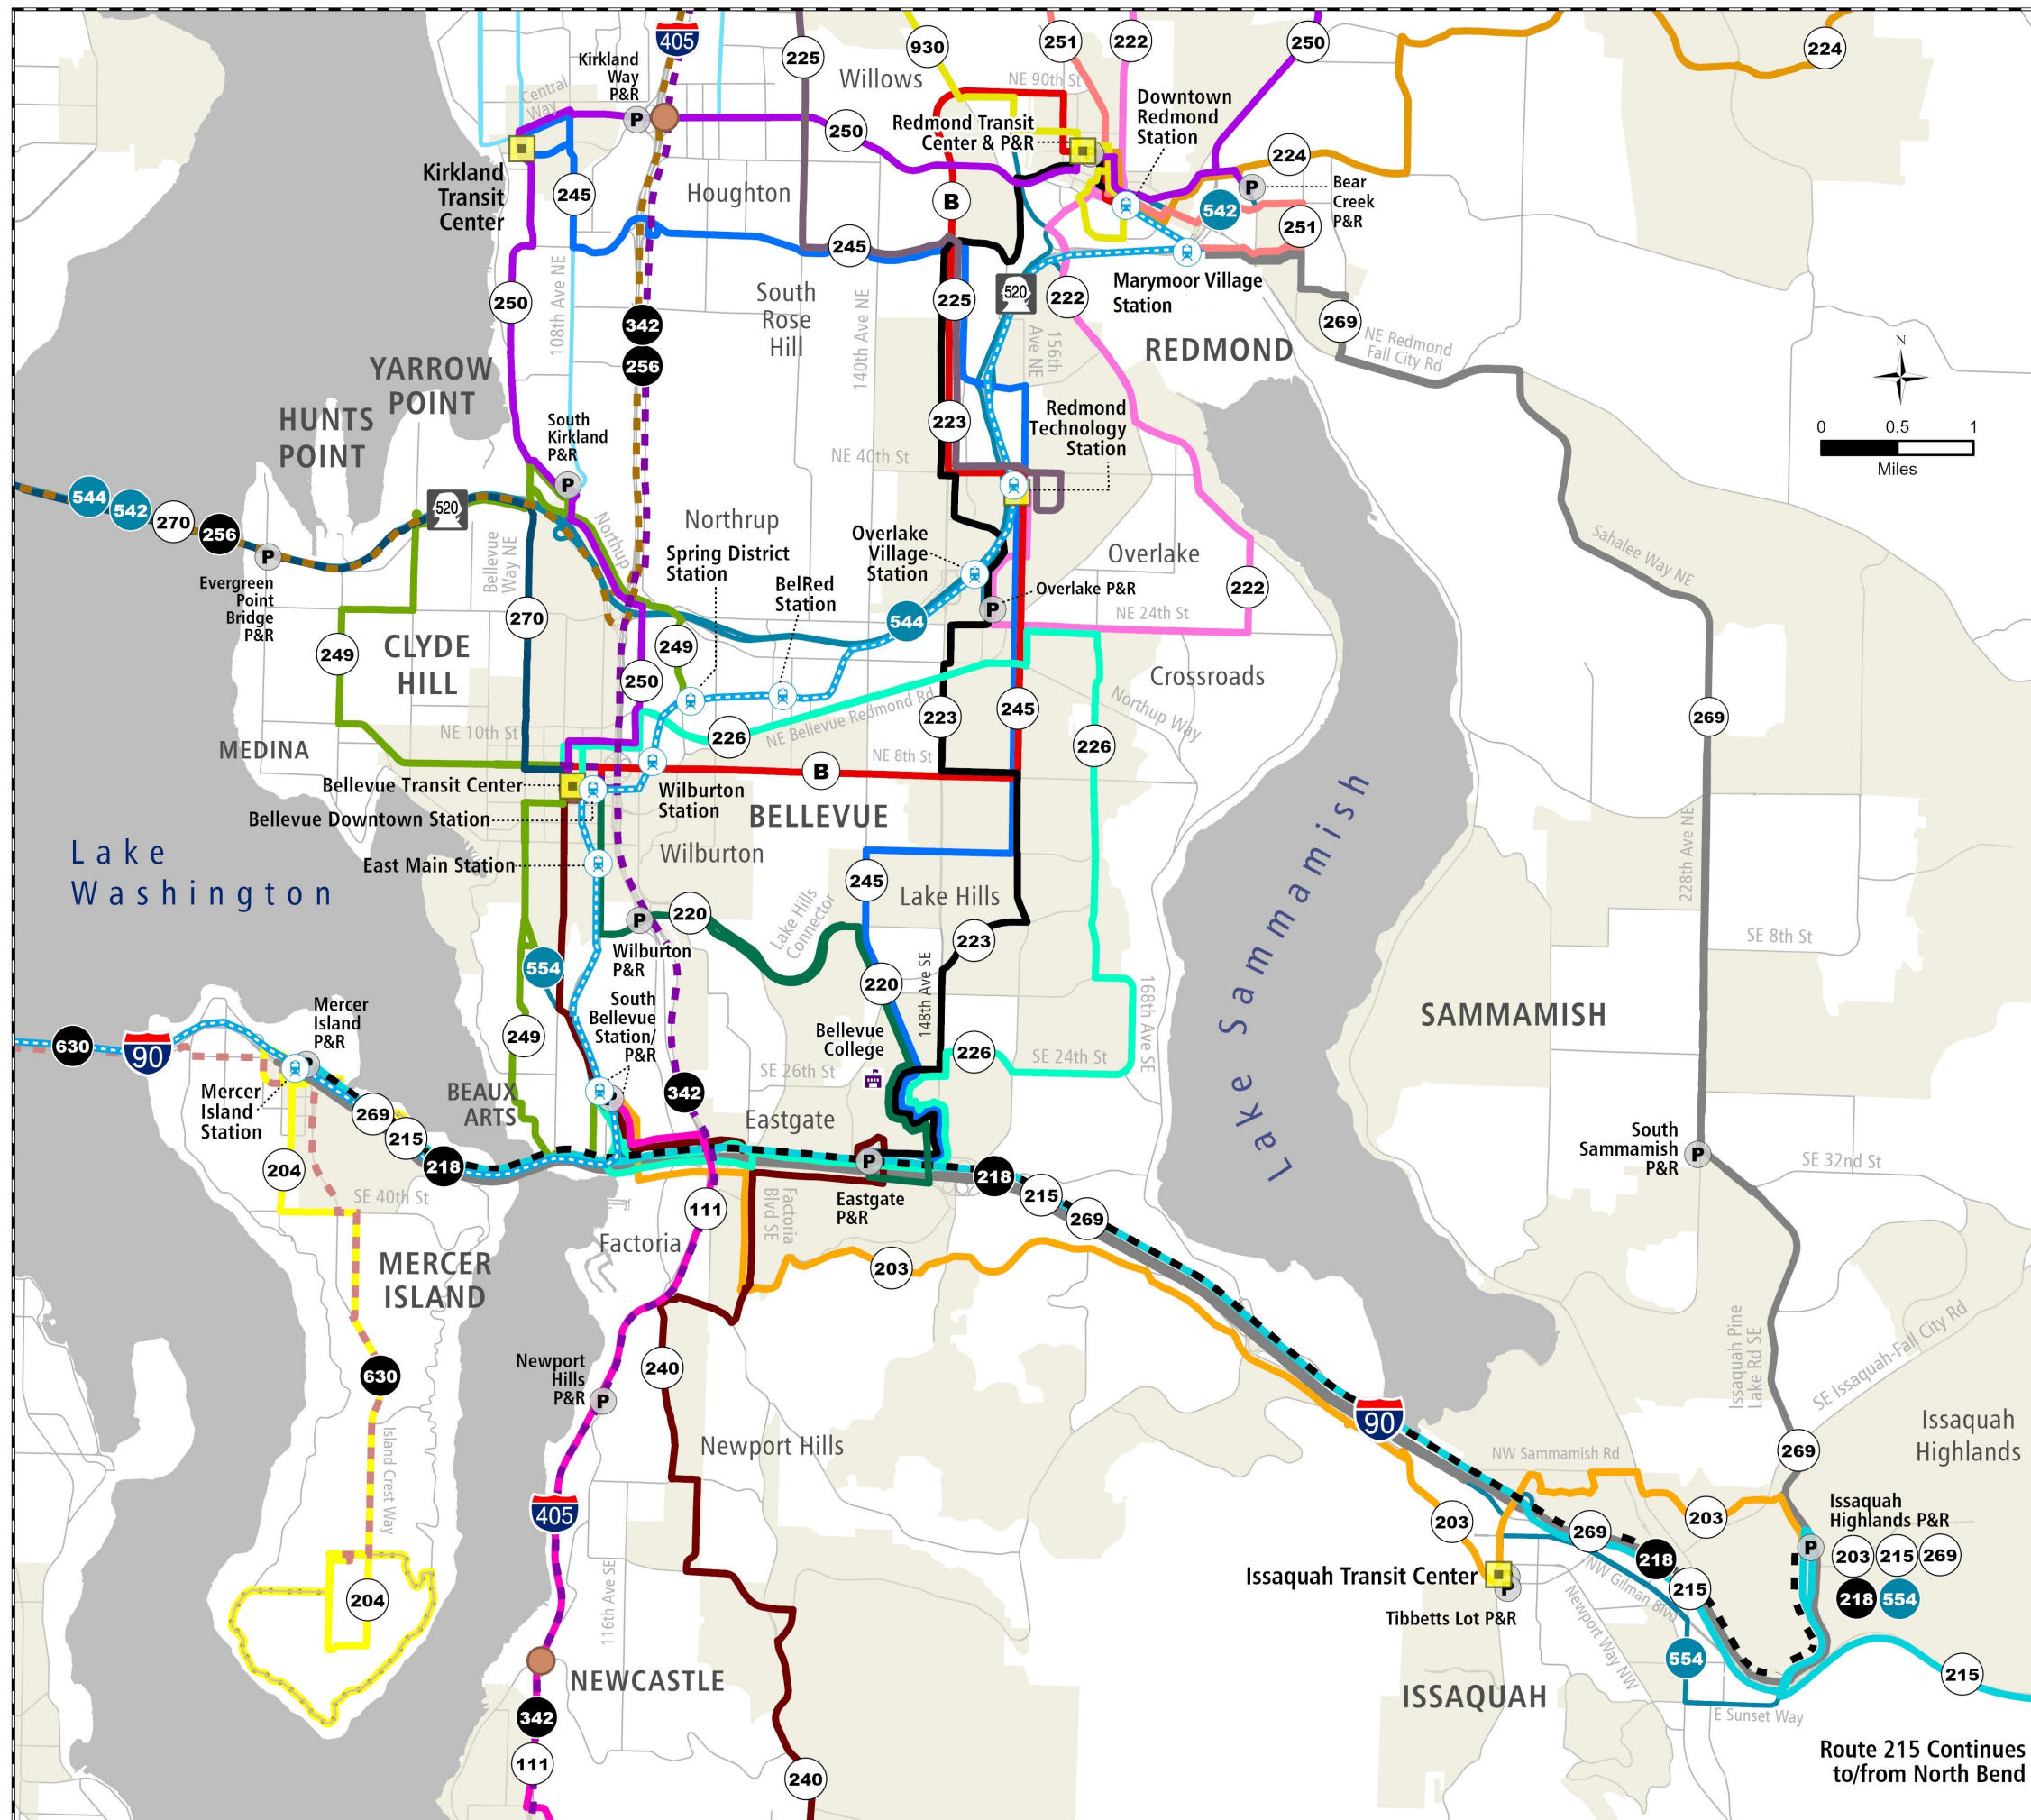 405
225
930
251
222
250
224
Kirkland
Way
P&R
P
Central
Way
Willows
NE 90th St
Downtown
Redmond
Station
Redmond Transit
Center & P&R
250
224
Kirkland
Transit
Center
245
Houghton
B
P
Bear
Creek
P&R
542
251
245
108th Ave NE
250
South
Rose
Hill
140th Ave NE
225
520
222
Marymoor Village
Station
269
NE Redmond
Fall City Rd
342
256
156th
Ave NE
REDMOND
N
0 0.5 1
Miles
YARROW
POINT
HUNTS
POINT
South
Kirkland
P&R
P
223
Redmond
Technology
Station
NE 40th St
544
542
270
256
P
520
Evergreen
Point
Bridge
P&R
Bellevue
Way NE
Northup
Northrup
Spring District
Station
BelRed
Station
Overlake
Village
Station
Overlake
Sahalee Way NE
P
Overlake P&R
222
NE 24th St
544
270
249
CLYDE
HILL
249
250
Crossroads
Northup Way
223
245
226
226
NE Bellevue Redmond Rd
269
NE 10th St
MEDINA
NE 8th St
B
Bellevue Transit Center
Wilburton
Station
Bellevue Downtown Station
BELLEVUE
East Main Station
Wilburton
Lake
Washington
245
Lake Hills
228th Ave NE
220
P
Lake Hills
Connector
223
SE 8th St
Wilburton
P&R
554
220
148th Ave SE
168th Ave SE
Lake Sammamish
SAMMAMISH
Mercer
Island
P&R
630
90
249
South
Bellevue
Station/
P&R
Bellevue
College
226
SE 24th St
SE 26th St
Mercer
Island
Station
342
BEAUX
ARTS
269
215
218
Eastgate
204
SE 40th St
P
218
215
269
Eastgate
P&R
South
Sammamish
P&R
P
SE 32nd St
111
Factoria
Blvd SE
Factoria
203
MERCER
ISLAND
630
Newport
Hills
P&R
P
240
Issaquah Pine
Lake Rd SE
SE Issaquah-Fall City Rd
Issaquah
Highlands
90
Island Crest Way
Newport Hills
NW Sammamish Rd
269
405
203
269
203
Issaquah
Highlands P&R
P
203
215
269
218
554
218
215
Issaquah Transit Center
P
Tibbetts Lot P&R
NW Gilman Blvd
Newport Way NW
204
116th Ave SE
554
215
NEWCASTLE
ISSAQUAH
E Sunset Way
342
111
240
Route 215 Continues
to/from North Bend